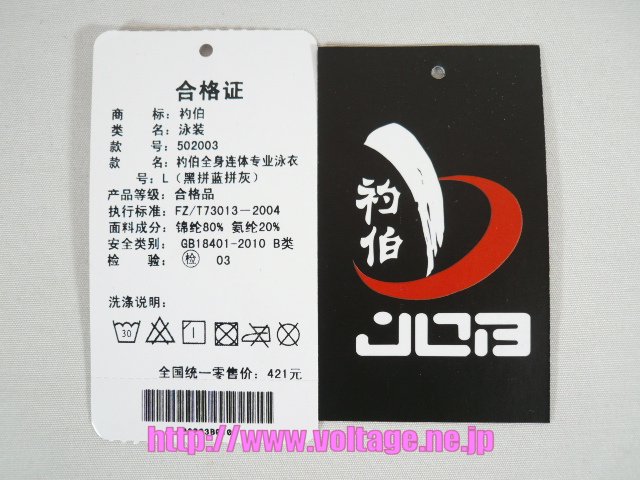 合格证
商 标: 礿伯
类 名: 泳装
款 号: 502003
款 名: 礿伯全身连体专业泳衣
号: L（黑拼蓝拼灰）
产品等级: 合格品
执行标准: FZ/T73013-2004
面料成分: 锦纶80% 氨纶20%
安全类别: GB18401-2010 B类
检 验: 检 03
洗涤说明:
30
全国统一零售价: 421元
礿伯
JLB
http://www.voltage.ne.jp